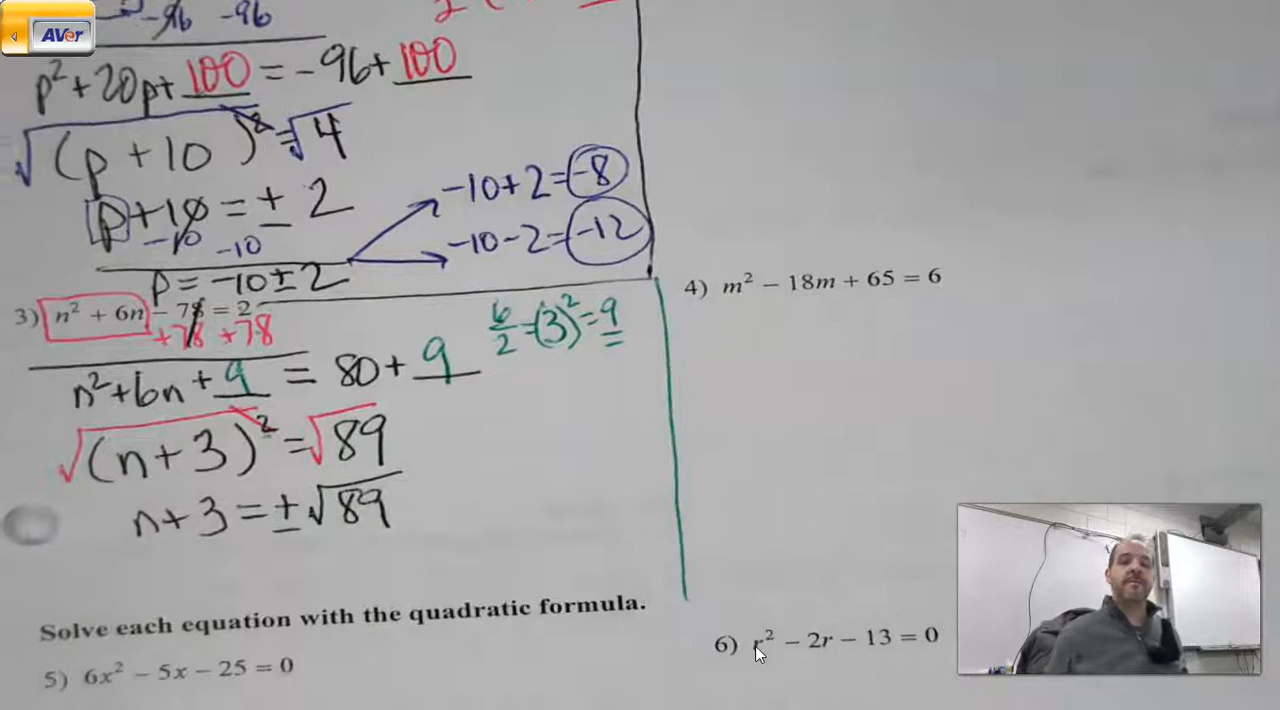 AVer
-96 -96
p² + 20p + 100 = -96 + 100
√(p + 10)² = √4
p + 10 = ± 2
-10 -10
p = -10 ± 2
-10 + 2 = -8
-10 - 2 = -12
3) n² + 6n - 78 = 2
+78 +78
n² + 6n + 9 = 80 + 9
6/2 = (3)² = 9
√(n + 3)² = √89
n + 3 = ± √89
4) m² − 18m + 65 = 6
Solve each equation with the quadratic formula.
5) 6x² − 5x − 25 = 0
6) r² − 2r − 13 = 0